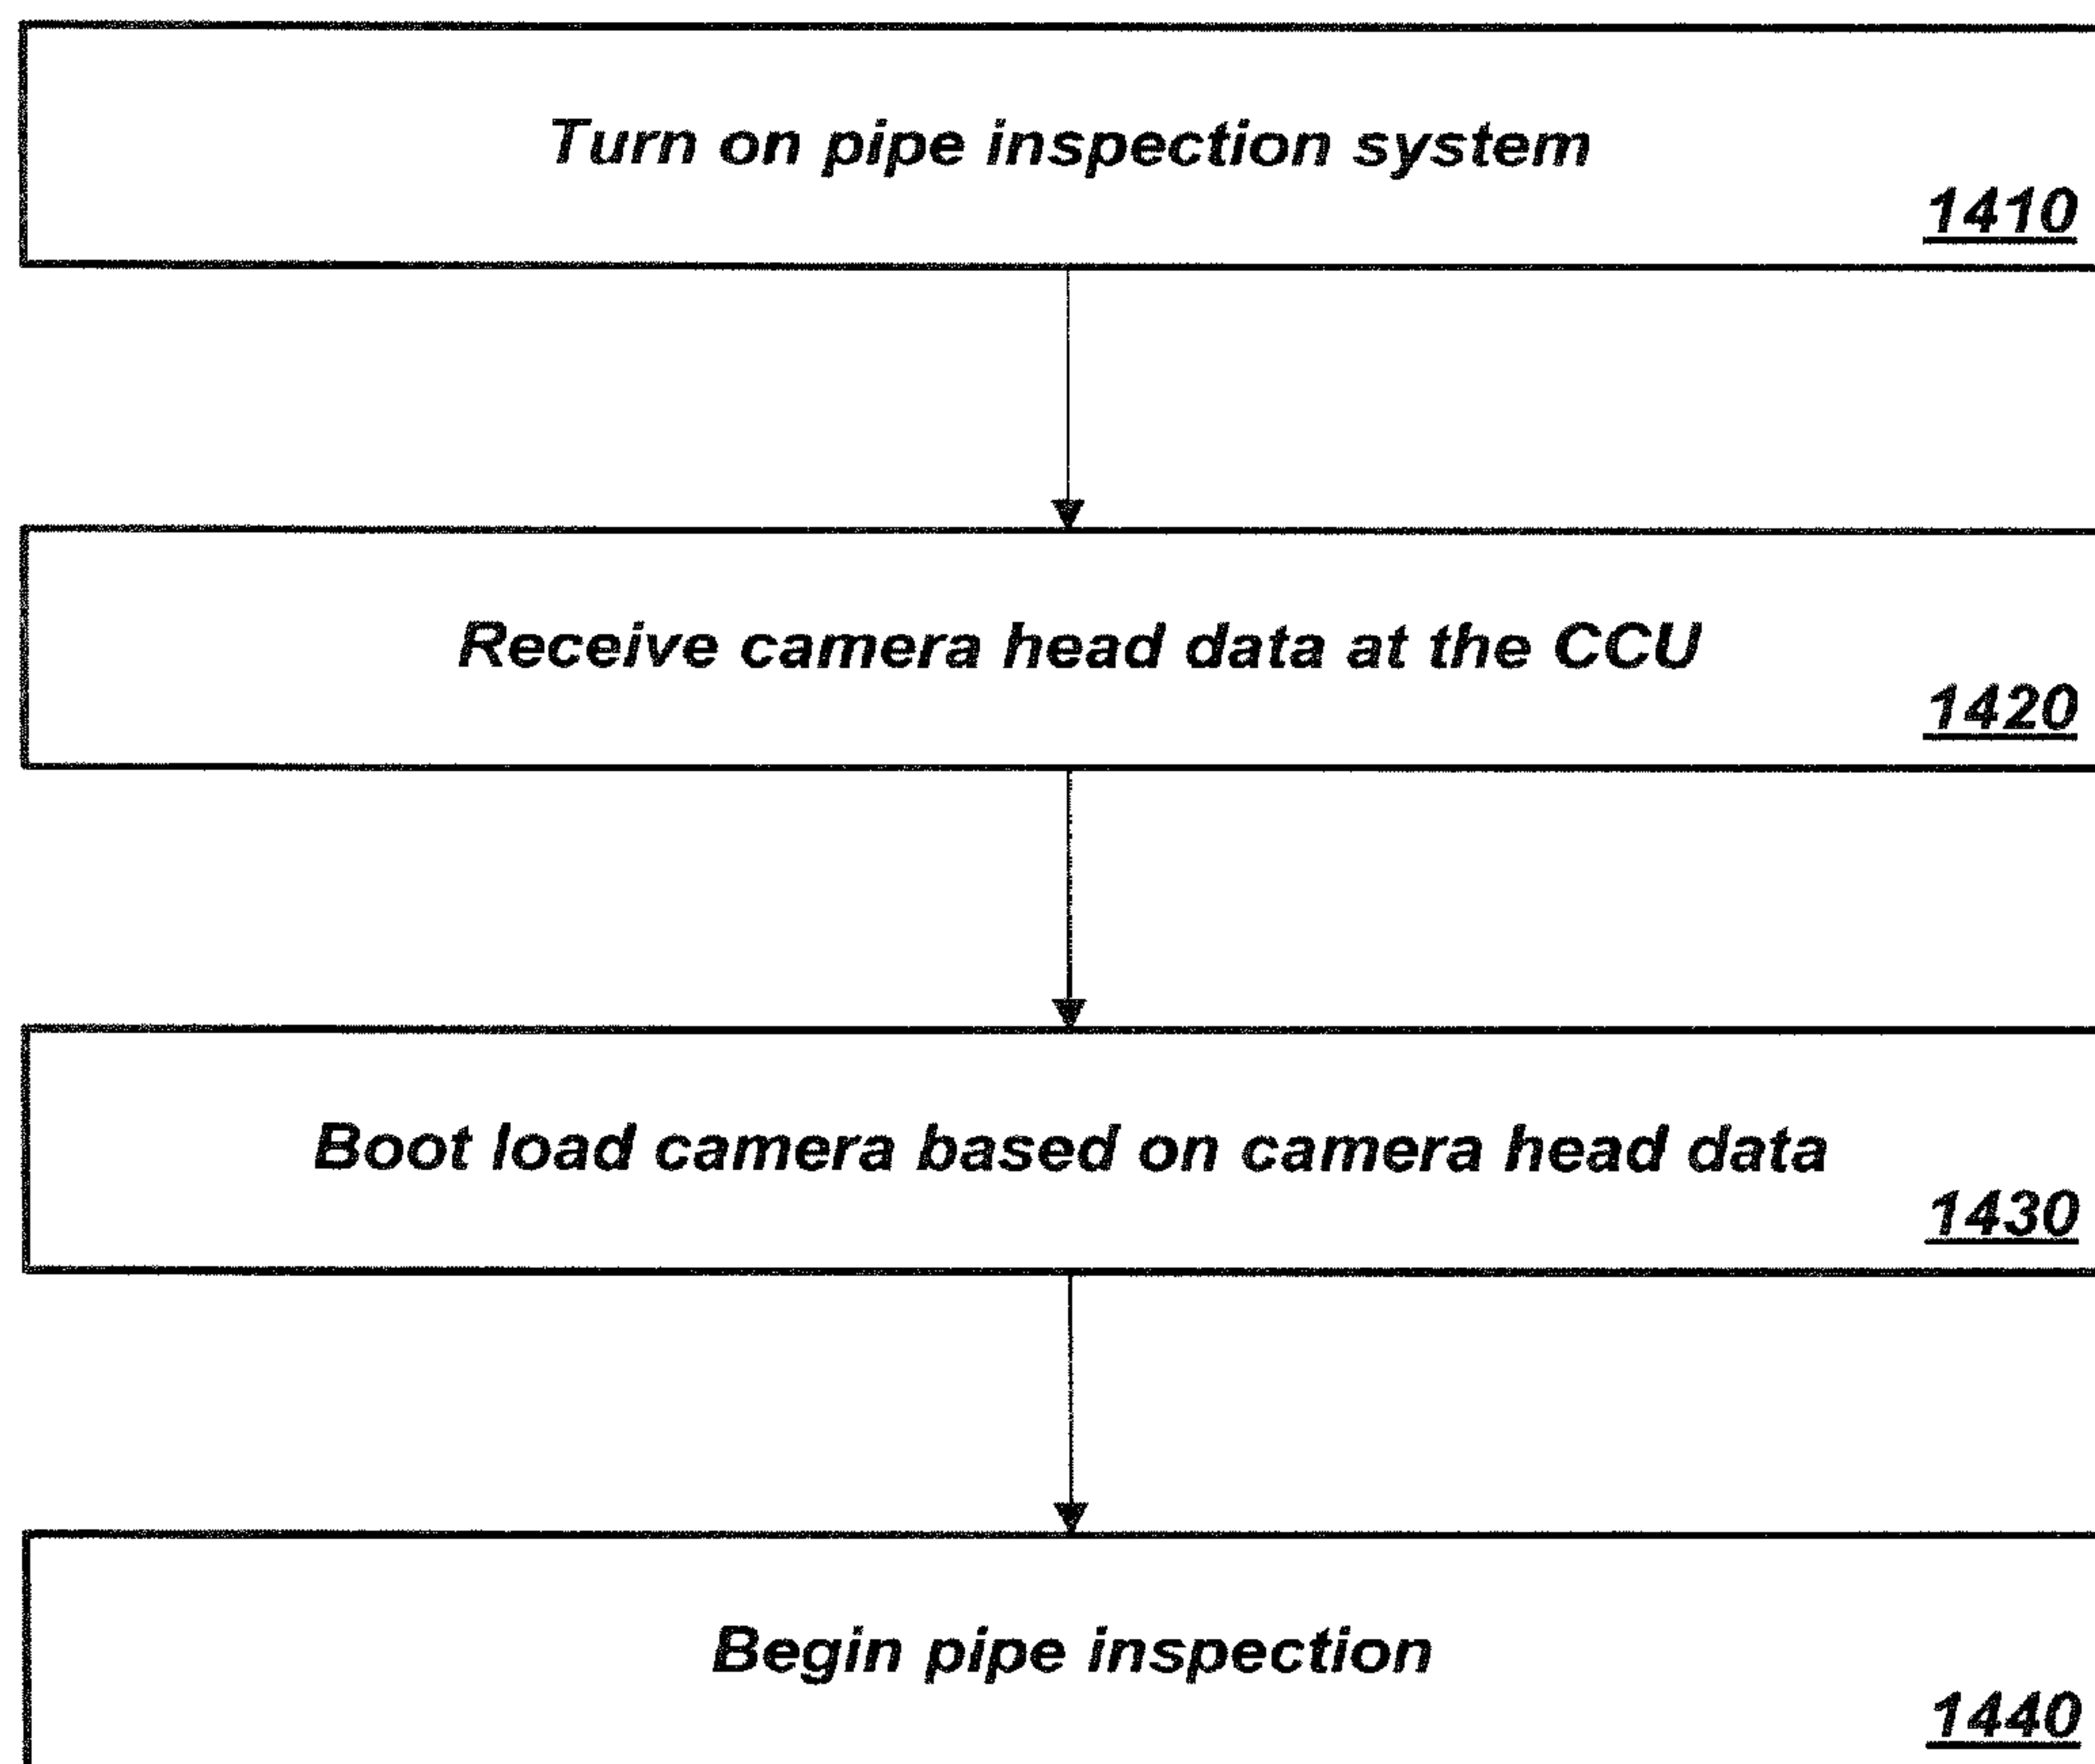 Turn on pipe inspection system
1410
Receive camera head data at the CCU
1420
Boot load camera based on camera head data
1430
Begin pipe inspection
1440